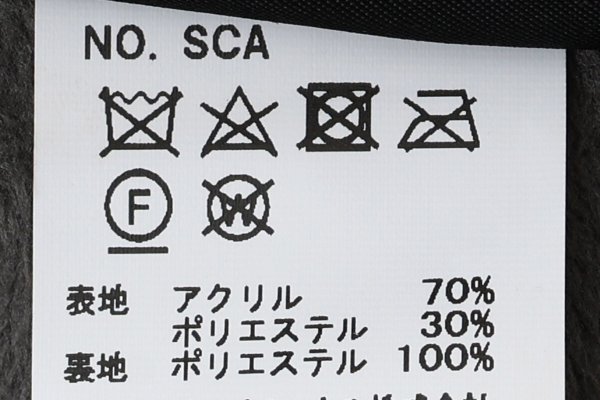 NO. SCA
F W
表地 アクリル 70%
ポリエステル 30%
裏地 ポリエステル 100%